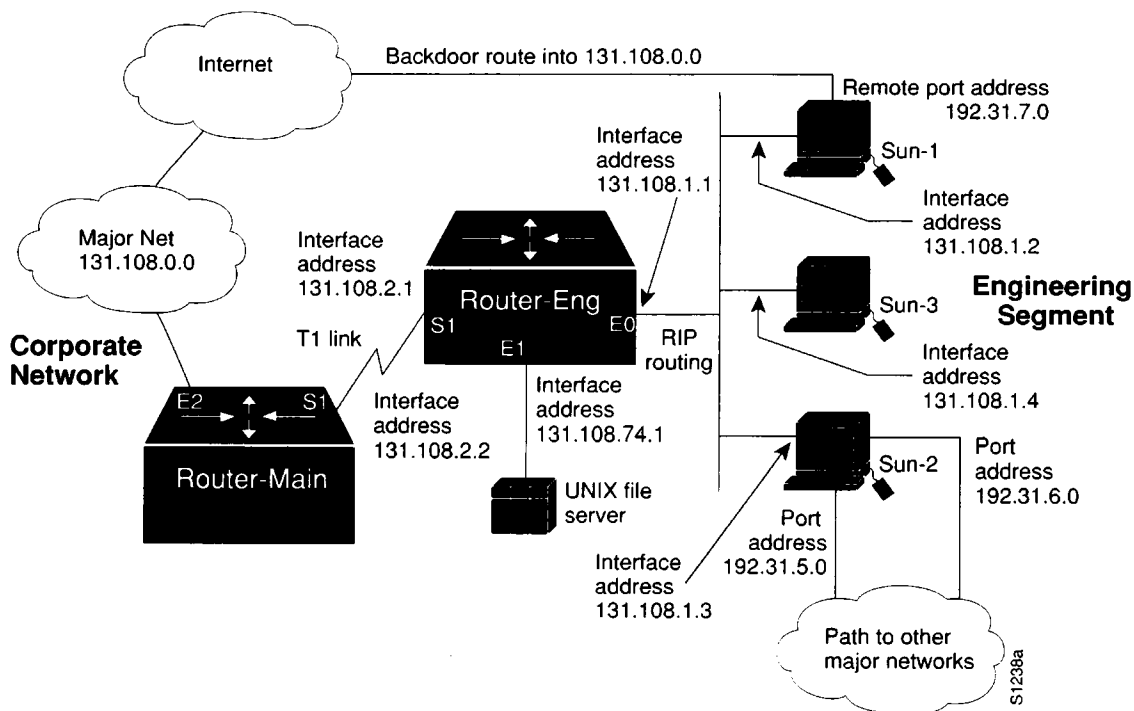 Internet
Backdoor route into 131.108.0.0
Remote port address
192.31.7.0
Sun-1
Interface
address
131.108.1.1
Interface
address
131.108.1.2
Major Net
131.108.0.0
Interface
address
131.108.2.1
Router-Eng
S1
E0
E1
Sun-3
Engineering
Segment
RIP
routing
T1 link
Corporate
Network
Interface
address
131.108.1.4
E2
S1
Router-Main
Interface
address
131.108.2.2
Interface
address
131.108.74.1
UNIX file
server
Sun-2
Port
address
192.31.6.0
Port
address
192.31.5.0
Interface
address
131.108.1.3
Path to other
major networks
S1238a